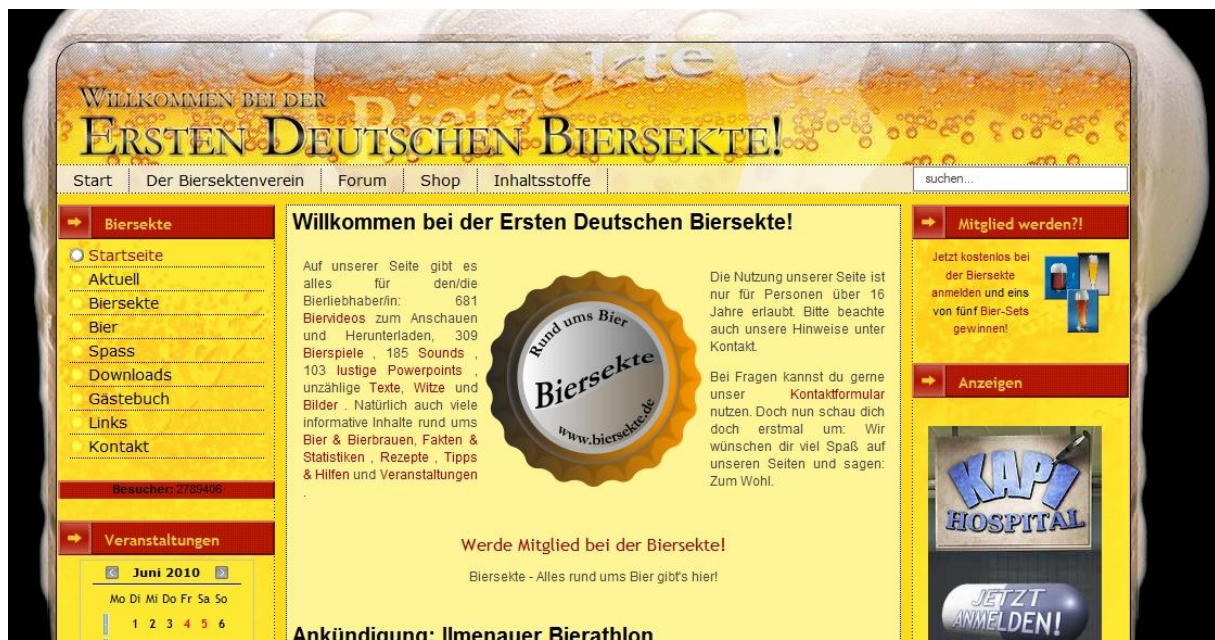 Biersekte
WILLKOMMEN BEI DER
ERSTEN DEUTSCHEN BIERSEKTE!
Start
Der Biersektenverein
Forum
Shop
Inhaltsstoffe
suchen...
Biersekte
Startseite
Aktuell
Biersekte
Bier
Spass
Downloads
Gästebuch
Links
Kontakt
Besucher: 2789406
Veranstaltungen
Juni 2010
Mo Di Mi Do Fr Sa So
1 2 3 4 5 6
Willkommen bei der Ersten Deutschen Biersekte!
Auf unserer Seite gibt es
alles für den/die
Bierliebhaber/in: 681
Biervideos zum Anschauen
und Herunterladen, 309
Bierspiele , 185 Sounds ,
103 lustige Powerpoints ,
unzählige Texte, Witze und
Bilder . Natürlich auch viele
informative Inhalte rund ums
Bier & Bierbrauen, Fakten &
Statistiken , Rezepte , Tipps
& Hilfen und Veranstaltungen
.
Rund ums Bier
Biersekte
www.biersekte.de
Die Nutzung unserer Seite ist
nur für Personen über 16
Jahre erlaubt. Bitte beachte
auch unsere Hinweise unter
Kontakt.
Bei Fragen kannst du gerne
unser Kontaktformular
nutzen. Doch nun schau dich
doch erstmal um: Wir
wünschen dir viel Spaß auf
unseren Seiten und sagen:
Zum Wohl.
Werde Mitglied bei der Biersekte!
Biersekte - Alles rund ums Bier gibt's hier!
Ankündigung: Ilmenauer Bierathlon
Mitglied werden?!
Jetzt kostenlos bei
der Biersekte
anmelden und eins
von fünf Bier-Sets
gewinnen!
Anzeigen
KAPI
HOSPITAL
JETZT
ANMELDEN!